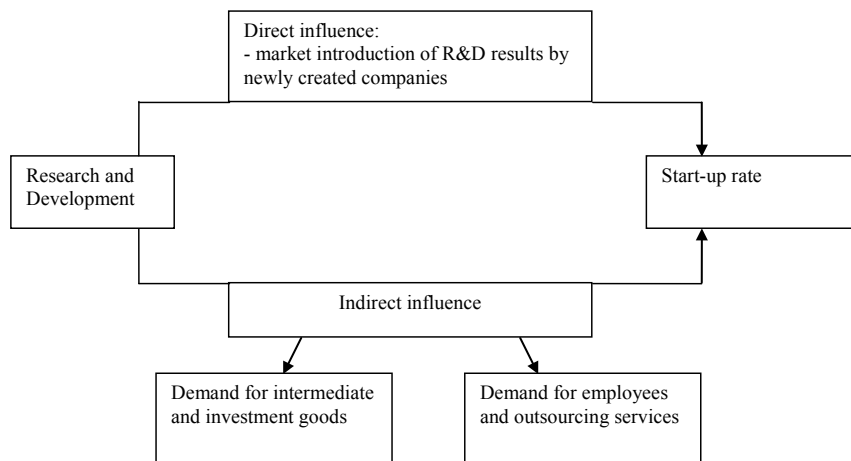 Direct influence:
- market introduction of R&D results by
newly created companies
Research and
Development
Start-up rate
Indirect influence
Demand for intermediate
and investment goods
Demand for employees
and outsourcing services